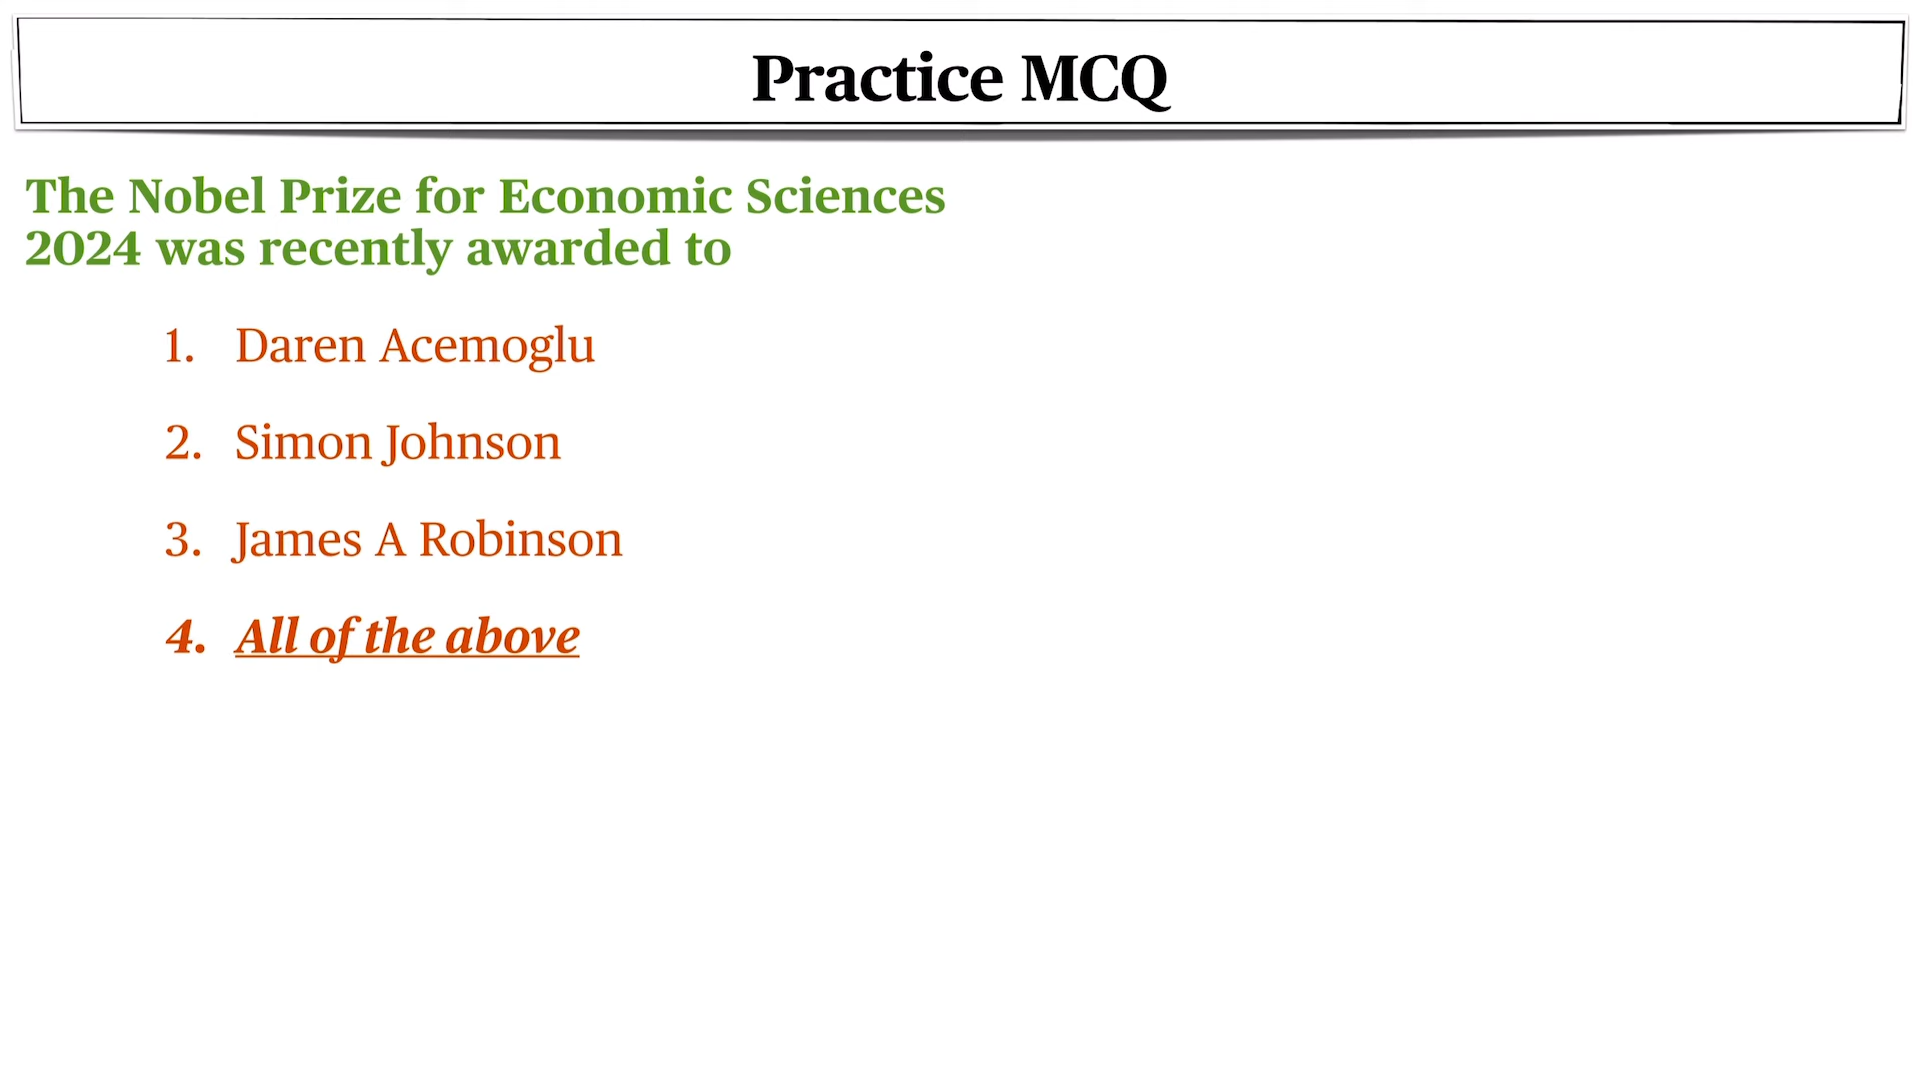 Practice MCQ
The Nobel Prize for Economic Sciences
2024 was recently awarded to
1. Daren Acemoglu
2. Simon Johnson
3. James A Robinson
4. All of the above